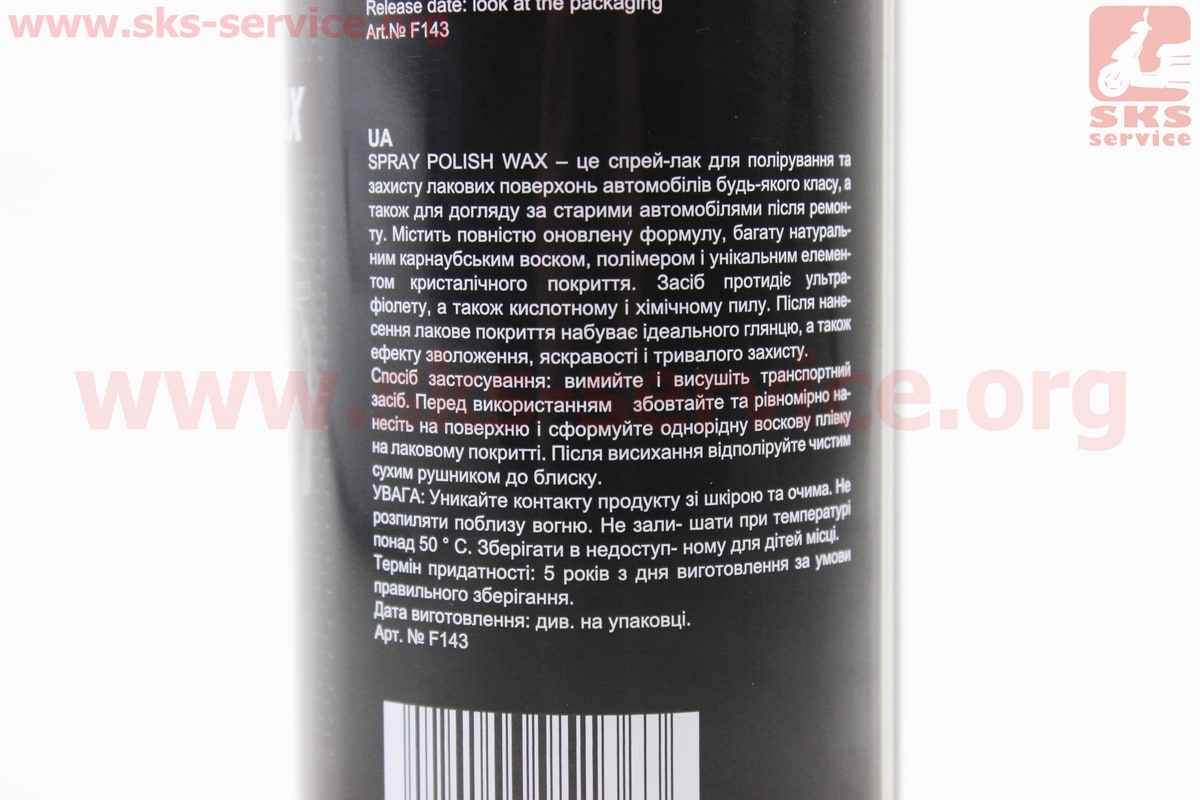 www.sks-service.org
Release date: look at the packaging
Art.№ F143
SKS
service
UA
SPRAY POLISH WAX – це спрей-лак для полірування та
захисту лакових поверхонь автомобілів будь-якого класу, а
також для догляду за старими автомобілями після ремон-
ту. Містить повністю оновлену формулу, багату натураль-
ним карнаубським воском, полімером і унікальним елемен-
том кристалічного покриття. Засіб протидіє ультра-
фіолету, а також кислотному і хімічному пилу. Після нане-
сення лакове покриття набуває ідеального глянцю, а також
ефекту зволоження, яскравості і тривалого захисту.
Спосіб застосування: вимийте і висушіть транспортний
засіб. Перед використанням збовтайте та рівномірно на-
несіть на поверхню і сформуйте однорідну воскову плівку
на лаковому покритті. Після висихання відполіруйте чистим
сухим рушником до блиску.
УВАГА: Уникайте контакту продукту зі шкірою та очима. Не
розпиляти поблизу вогню. Не зали- шати при температурі
понад 50 ° С. Зберігати в недоступ- ному для дітей місці.
Термін придатності: 5 років з дня виготовлення за умови
правильного зберігання.
Дата виготовлення: див. на упаковці.
Арт. № F143
www.sks-service.org